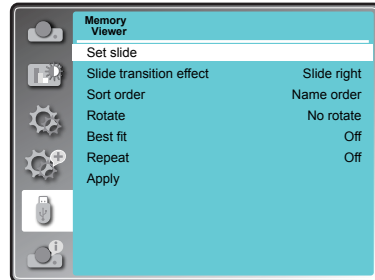 Memory
Viewer
Set slide
Slide transition effect Slide right
Sort order Name order
Rotate No rotate
Best fit Off
Repeat Off
Apply